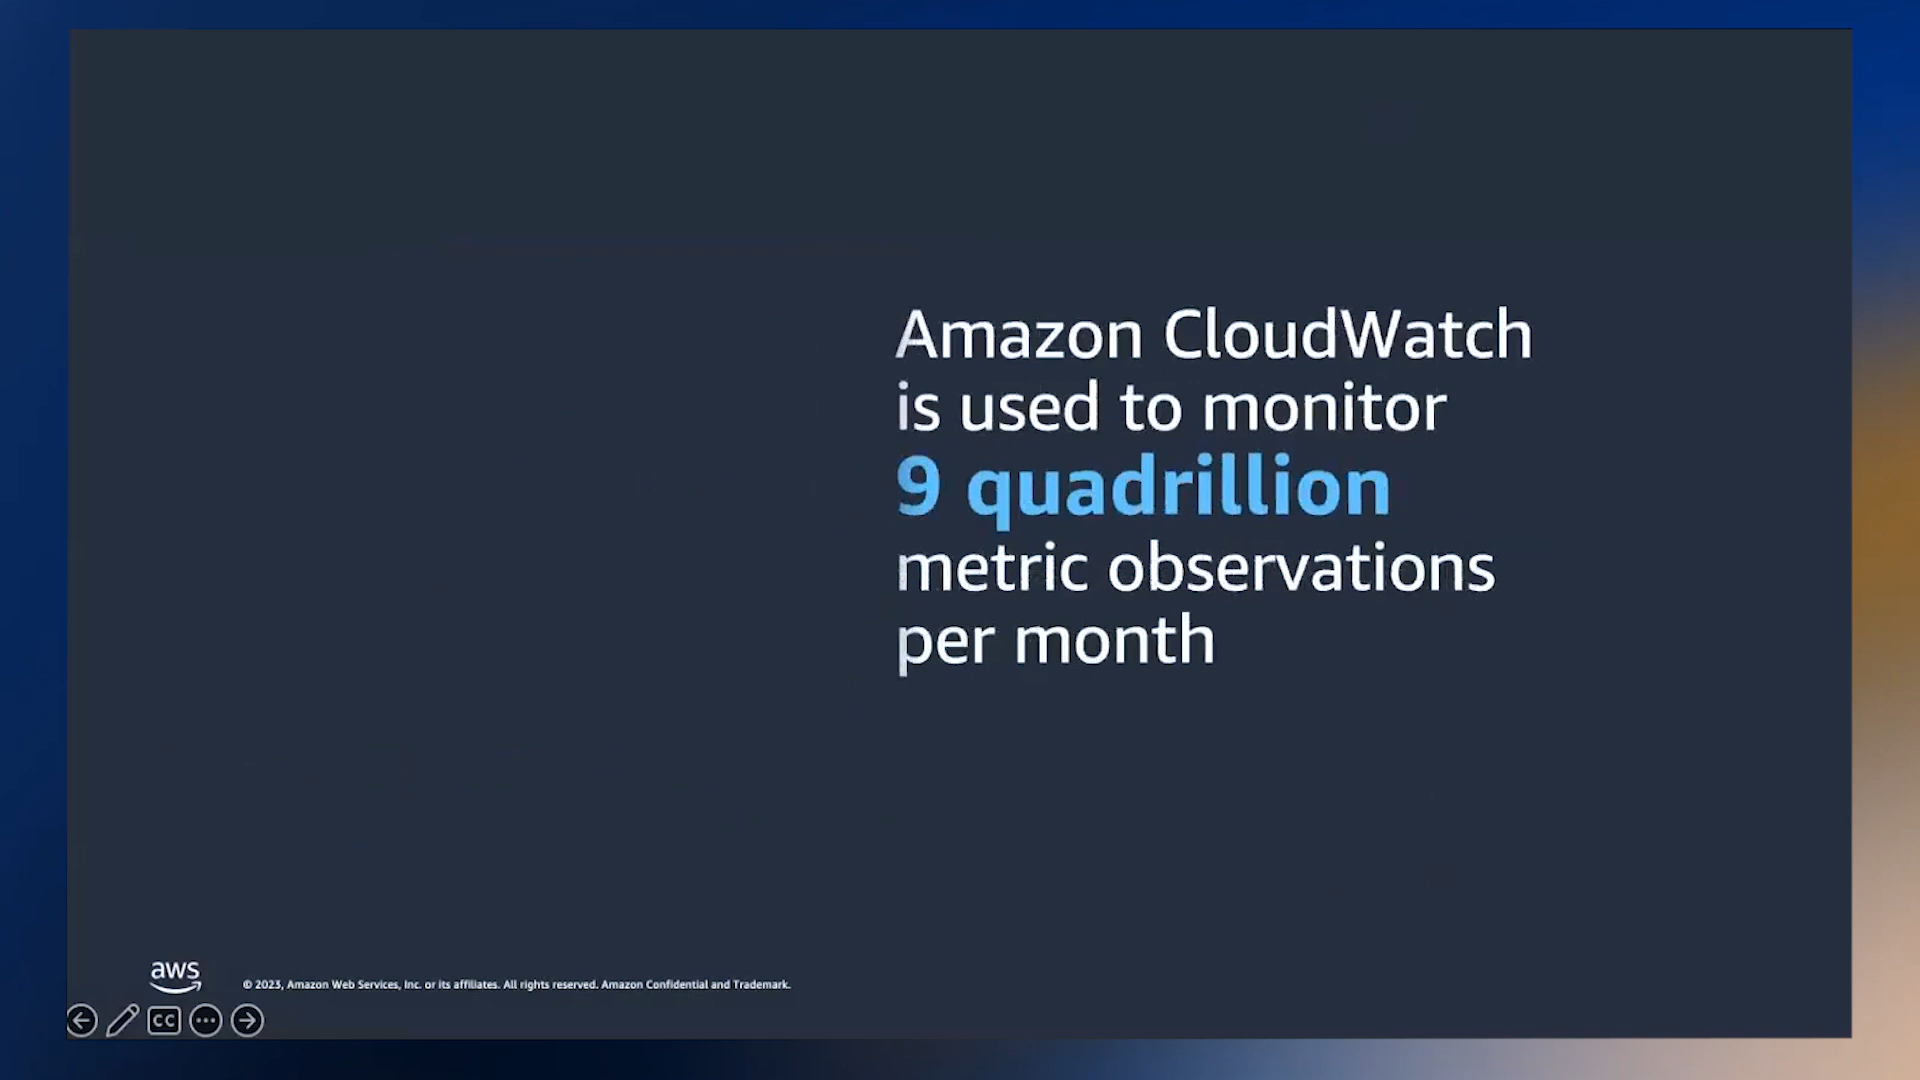 Amazon CloudWatch
is used to monitor
9 quadrillion
metric observations
per month
aws
© 2023, Amazon Web Services, Inc. or its affiliates. All rights reserved. Amazon Confidential and Trademark.
CC